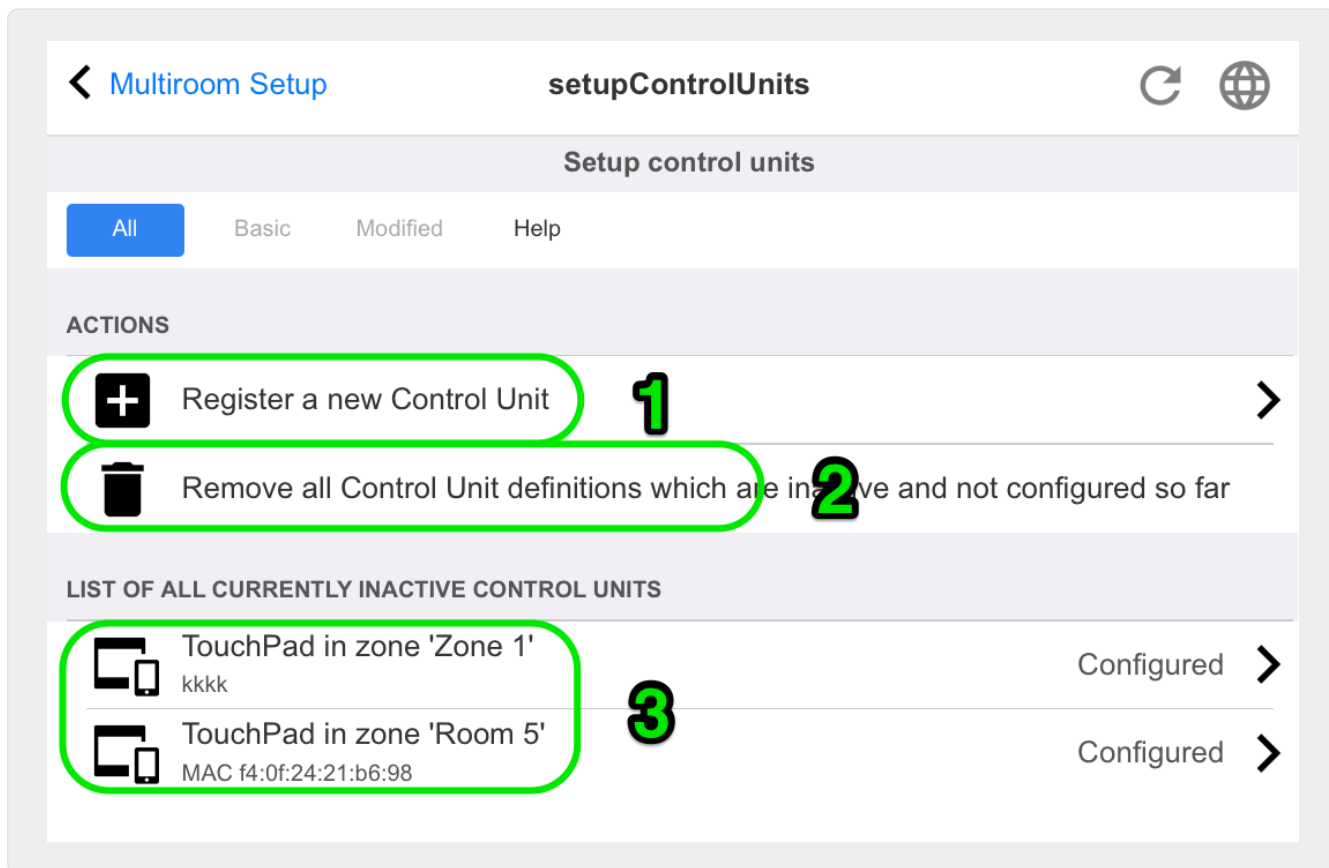 Multiroom Setup setupControlUnits
Setup control units
All Basic Modified Help
ACTIONS
Register a new Control Unit 1
Remove all Control Unit definitions which are inactive and not configured so far 2
LIST OF ALL CURRENTLY INACTIVE CONTROL UNITS
TouchPad in zone 'Zone 1'
kkkk
Configured
3
TouchPad in zone 'Room 5'
MAC f4:0f:24:21:b6:98
Configured